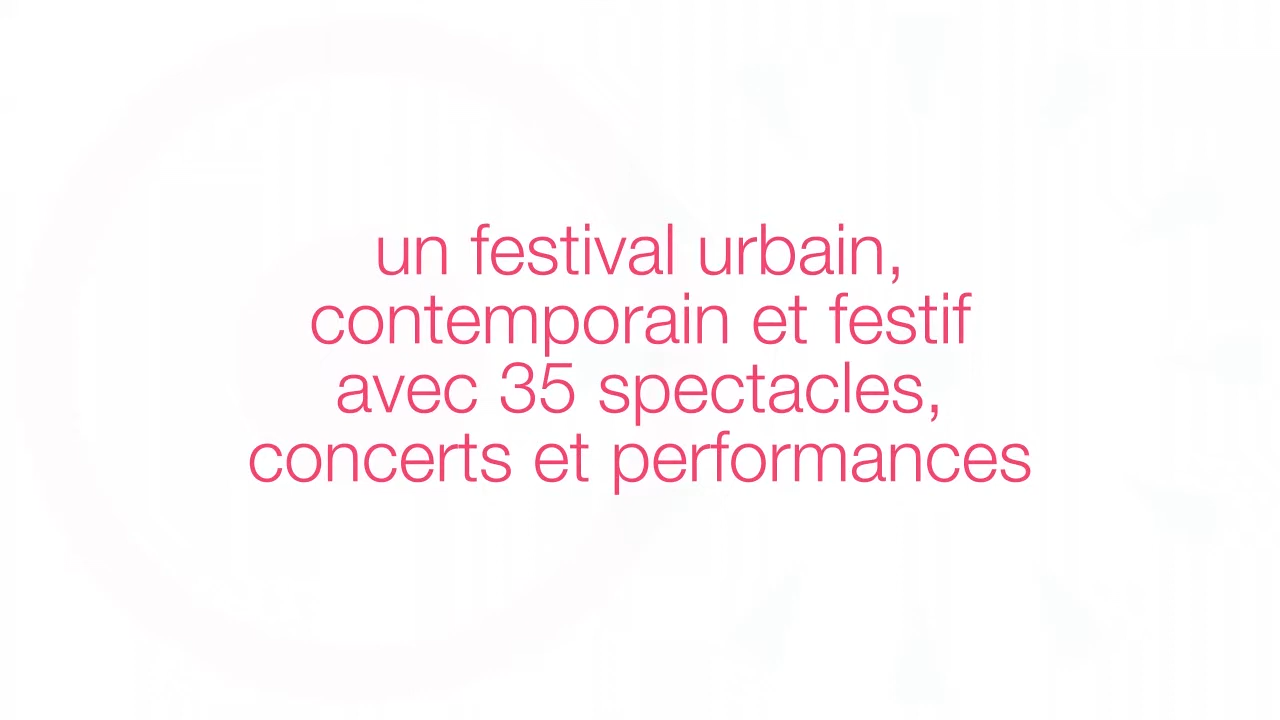 un festival urbain,
contemporain et festif
avec 35 spectacles,
concerts et performances